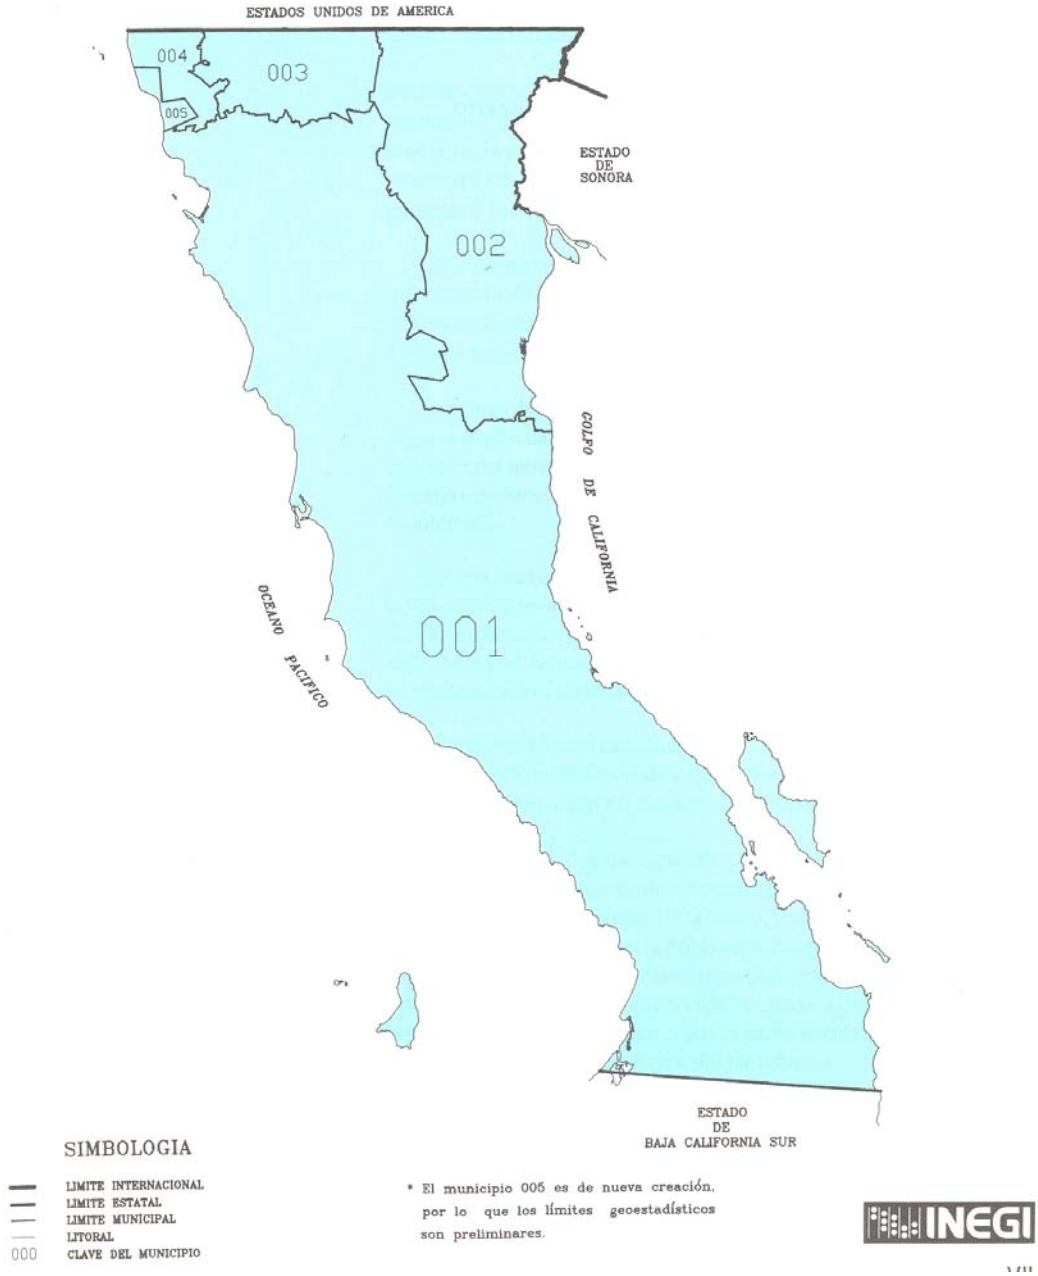 ESTADOS UNIDOS DE AMERICA
004
003
005
ESTADO
DE
SONORA
002
GOLFO DE CALIFORNIA
001
OCEANO PACIFICO
ESTADO
DE
BAJA CALIFORNIA SUR
SIMBOLOGIA
LIMITE INTERNACIONAL
LIMITE ESTATAL
LIMITE MUNICIPAL
LITORAL
000 CLAVE DEL MUNICIPIO
* El municipio 005 es de nueva creación,
por lo que los límites geoestadísticos
son preliminares.
INEGI
VII